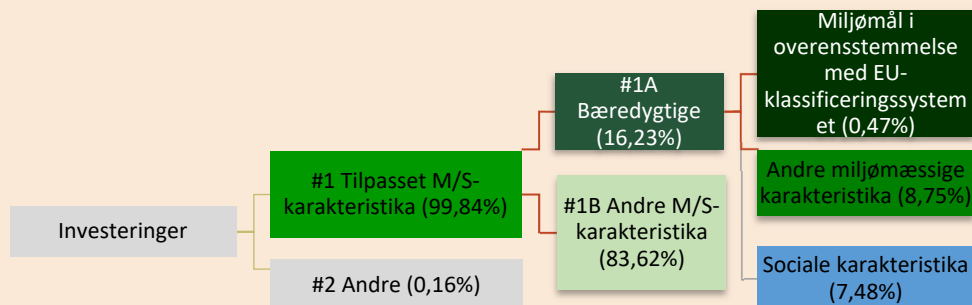 Investeringer
#1 Tilpasset M/S-
karakteristika (99,84%)
#2 Andre (0,16%)
#1A
Bæredygtige
(16,23%)
#1B Andre M/S-
karakteristika
(83,62%)
Miljømål i
overensstemmelse
med EU-
klassificeringssystem
et (0,47%)
Andre miljømæssige
karakteristika (8,75%)
Sociale karakteristika
(7,48%)